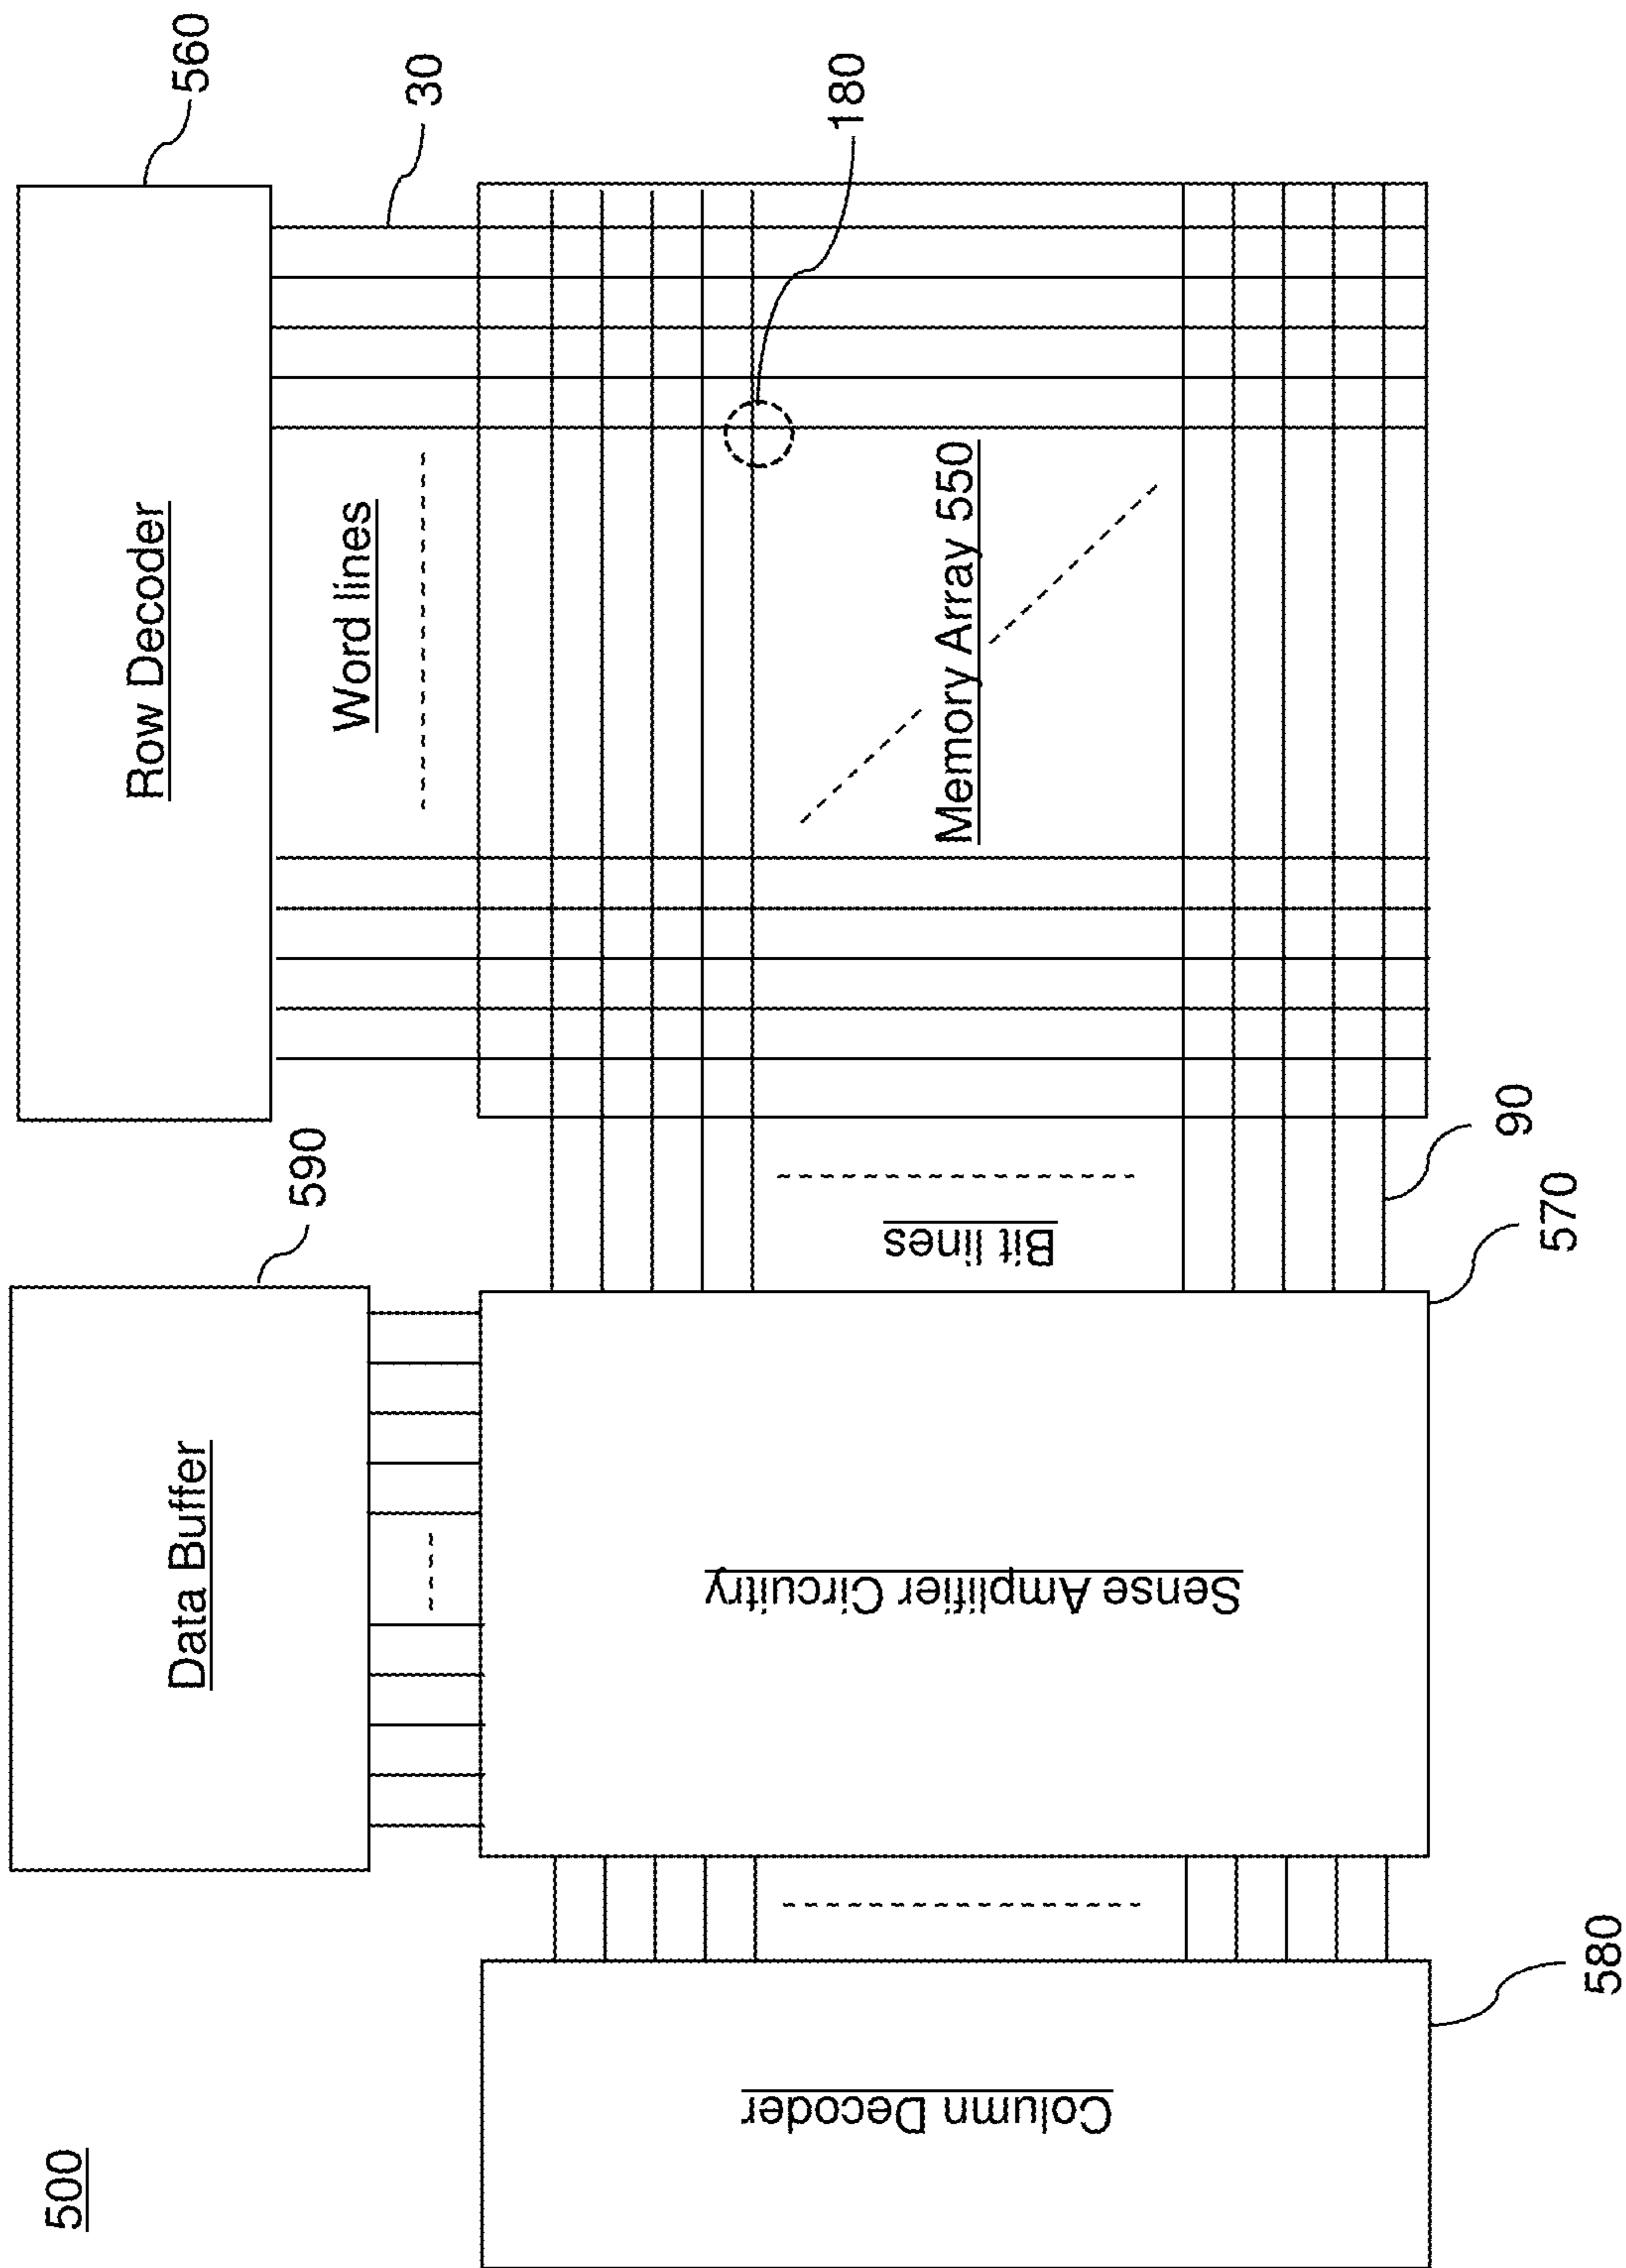 500
Data Buffer
590
Row Decoder
560
Word lines
30
Column Decoder
Sense Amplifier Circuitry
Bit lines
Memory Array 550
180
580
570
90